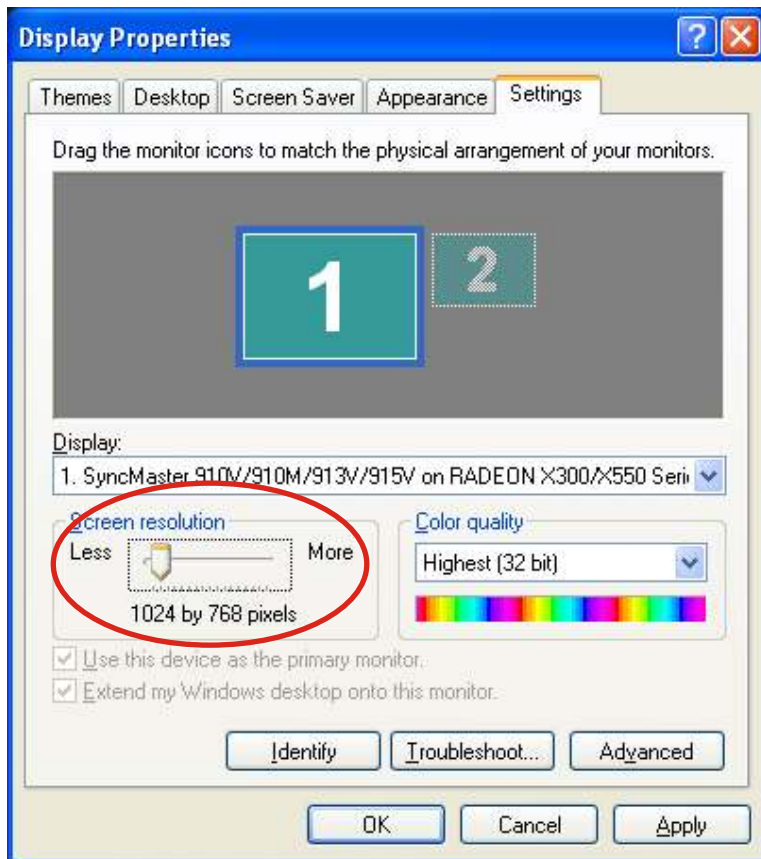 Display Properties
Themes Desktop Screen Saver Appearance Settings
Drag the monitor icons to match the physical arrangement of your monitors.
1 2
Display:
1. SyncMaster 910V/910M/913V/915V on RADEON X300/X550 Seri
Screen resolution
Less More
1024 by 768 pixels
Color quality
Highest (32 bit)
Use this device as the primary monitor.
Extend my Windows desktop onto this monitor.
Identify Troubleshoot... Advanced
OK Cancel Apply